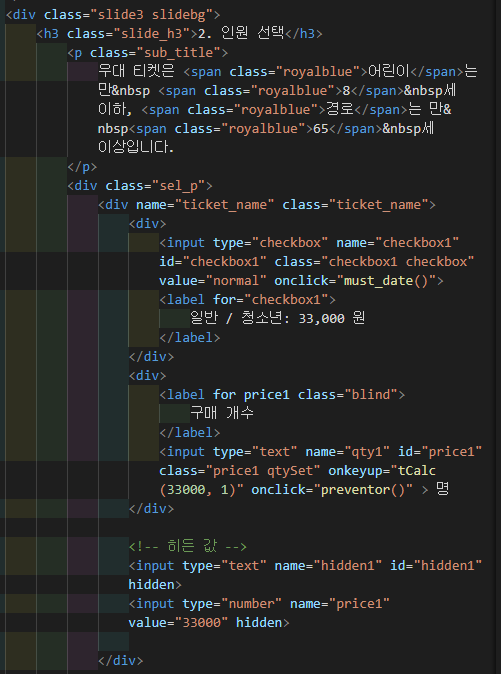 <div class="slide3 slidebg">
<h3 class="slide_h3">2. 인원 선택</h3>
<p class="sub_title">
우대 티켓은 <span class="royalblue">어린이</span>는
만&nbsp <span class="royalblue">8</span>&nbsp세
이하, <span class="royalblue">경로</span>는 만&
nbsp<span class="royalblue">65</span>&nbsp세
이상입니다.
</p>
<div class="sel_p">
<div name="ticket_name" class="ticket_name">
<div>
<input type="checkbox" name="checkbox1"
id="checkbox1" class="checkbox1 checkbox"
value="normal" onclick="must_date()">
<label for="checkbox1">
일반 / 청소년: 33,000 원
</label>
</div>
<div>
<label for price1 class="blind">
구매 개수
</label>
<input type="text" name="qty1" id="price1"
class="price1 qtySet" onkeyup="tCalc
(33000, 1)" onclick="preventor()" > 명
</div>
<!-- 히든 값 -->
<input type="text" name="hidden1" id="hidden1"
hidden>
<input type="number" name="price1"
value="33000" hidden>
</div>